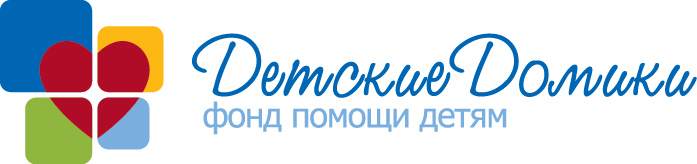 ДетскиеДомики
фонд помощи детям